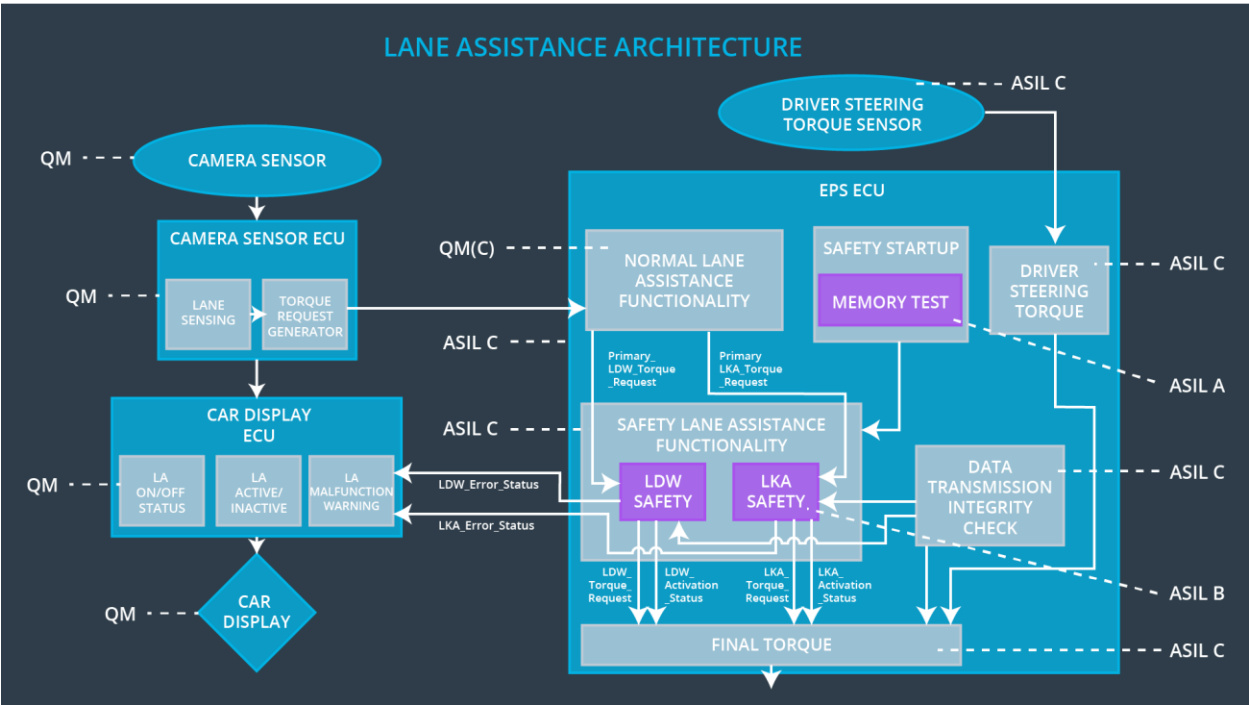 LANE ASSISTANCE ARCHITECTURE
ASIL C
DRIVER STEERING
TORQUE SENSOR
QM
CAMERA SENSOR
EPS ECU
CAMERA SENSOR ECU
QM(C)
NORMAL LANE
ASSISTANCE
FUNCTIONALITY
SAFETY STARTUP
MEMORY TEST
DRIVER
STEERING
TORQUE
ASIL C
QM
LANE
SENSING
TORQUE
REQUEST
GENERATOR
ASIL C
Primary_
LDW_Torque
_Request
Primary
LKA_Torque
_Request
ASIL A
CAR DISPLAY
ECU
ASIL C
SAFETY LANE ASSISTANCE
FUNCTIONALITY
QM
LA
ON/OFF
STATUS
LA
ACTIVE/
INACTIVE
LA
MALFUNCTION
WARNING
LDW_Error_Status
LKA_Error_Status
LDW
SAFETY
LKA
SAFETY
DATA
TRANSMISSION
INTEGRITY
CHECK
ASIL C
LDW_
Torque_
Request
LDW_
Activation
_Status
LKA_
Torque_
Request
LKA_
Activation
_Status
ASIL B
QM
CAR
DISPLAY
FINAL TORQUE
ASIL C